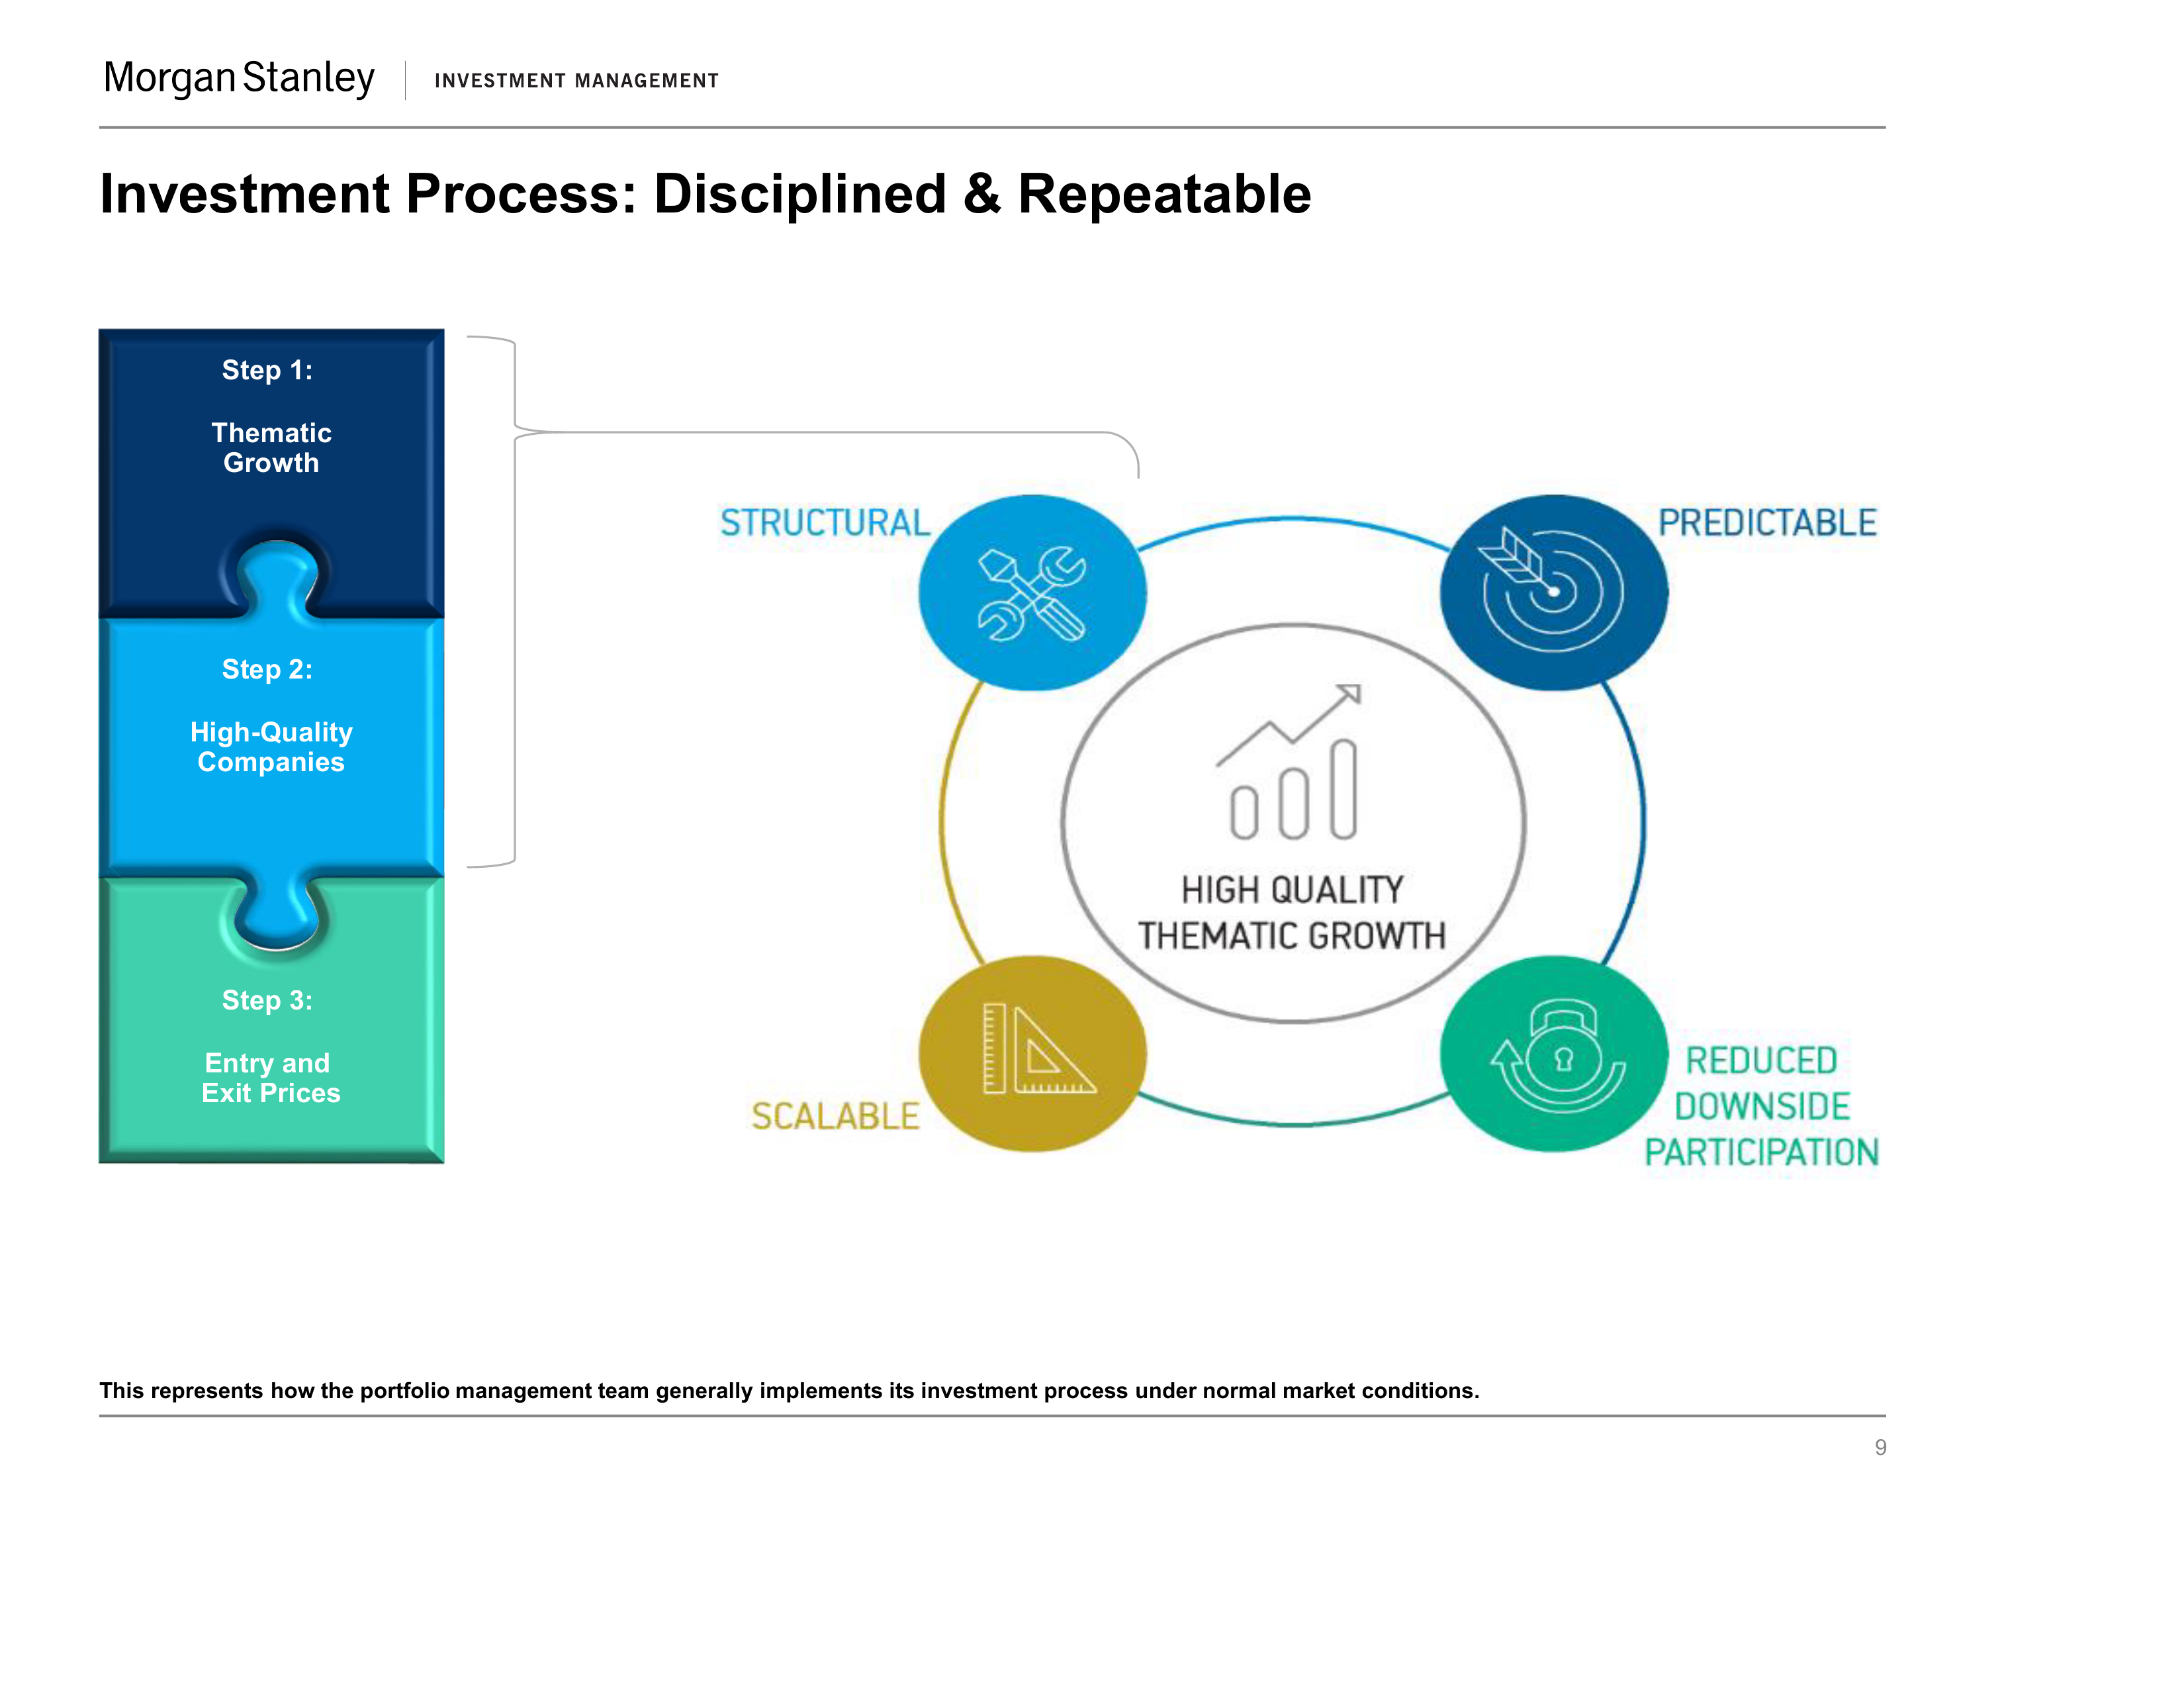 Morgan Stanley | INVESTMENT MANAGEMENT
Investment Process: Disciplined & Repeatable
Step 1:
Thematic
Growth
Step 2:
High-Quality
Companies
Step 3:
Entry and
Exit Prices
STRUCTURAL
PREDICTABLE
HIGH QUALITY
THEMATIC GROWTH
SCALABLE
REDUCED
DOWNSIDE
PARTICIPATION
This represents how the portfolio management team generally implements its investment process under normal market conditions.
9